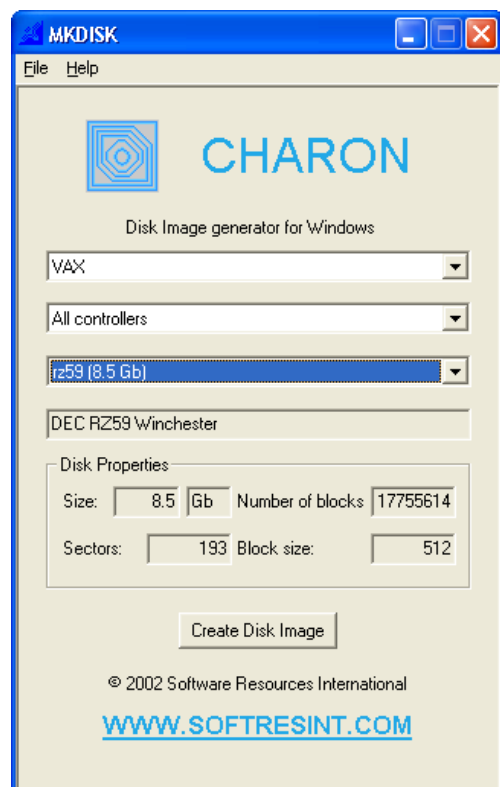 MKDISK
File Help
CHARON
Disk Image generator for Windows
VAX
All controllers
rz59 (8.5 Gb)
DEC RZ59 Winchester
Disk Properties
Size: 8.5 Gb Number of blocks 17755614
Sectors: 193 Block size: 512
Create Disk Image
© 2002 Software Resources International
WWW.SOFTRESINT.COM